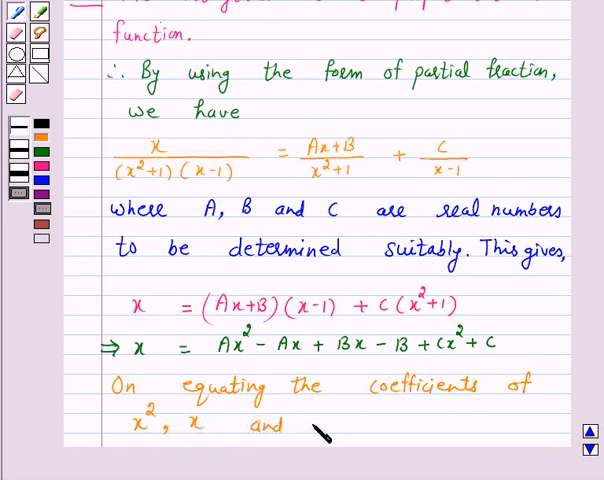 function.
∴ By using the form of partial fraction,
we have
x/((x²+1)(x-1)) = (Ax+B)/(x²+1) + C/(x-1)
where A, B and C are real numbers
to be determined suitably. This gives,
x = (Ax+B)(x-1) + C(x²+1)
⇒ x = Ax² - Ax + Bx - B + Cx² + C
On equating the coefficients of
x², x and